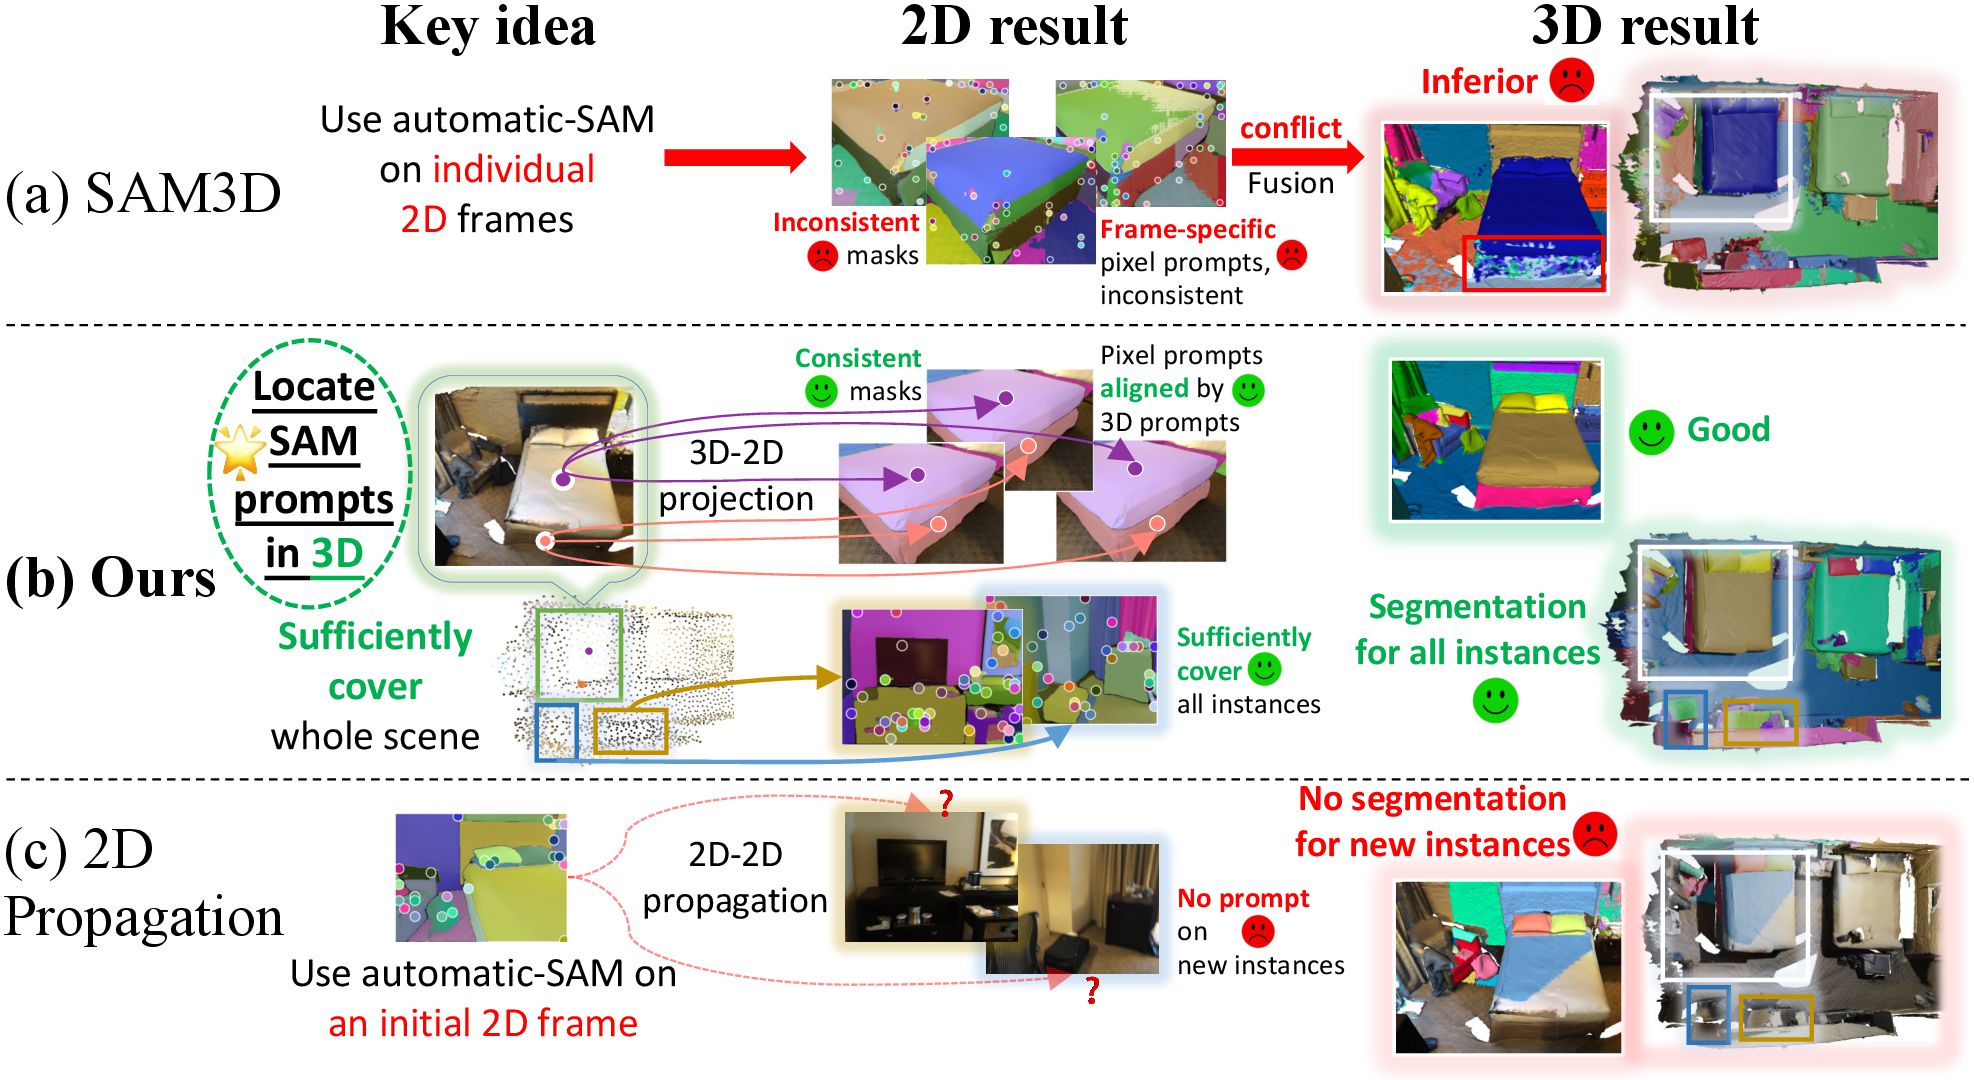 Key idea
2D result
3D result
(a) SAM3D
Use automatic-SAM
on individual
2D frames
Inconsistent
masks
Frame-specific
pixel prompts,
inconsistent
conflict
Fusion
Inferior
(b) Ours
Locate
SAM
prompts
in 3D
Sufficiently
cover
whole scene
3D-2D
projection
Consistent
masks
Pixel prompts
aligned by
3D prompts
Sufficiently
cover
all instances
Good
Segmentation
for all instances
(c) 2D
Propagation
Use automatic-SAM on
an initial 2D frame
2D-2D
propagation
?
?
No prompt
on
new instances
No segmentation
for new instances